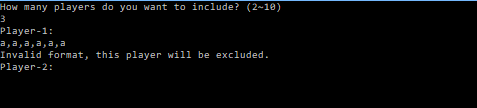 How many players do you want to include? (2~10)
3
Player-1:
a,a,a,a,a,a
Invalid format, this player will be excluded.
Player-2: